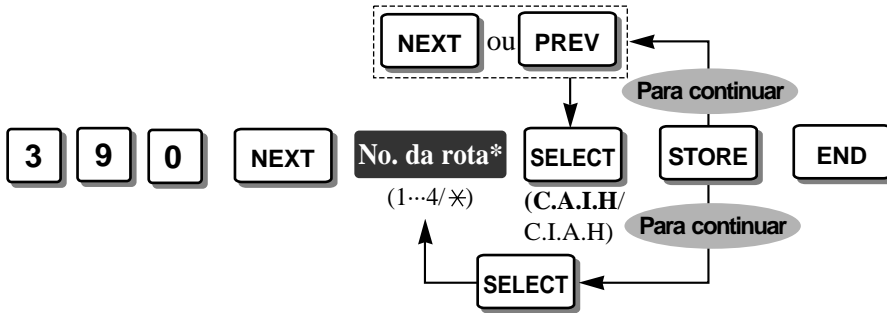 NEXT ou PREV
Para continuar
3 9 0 NEXT No. da rota* SELECT STORE END
(1···4/✳) (C.A.I.H/
C.I.A.H)
Para continuar
SELECT